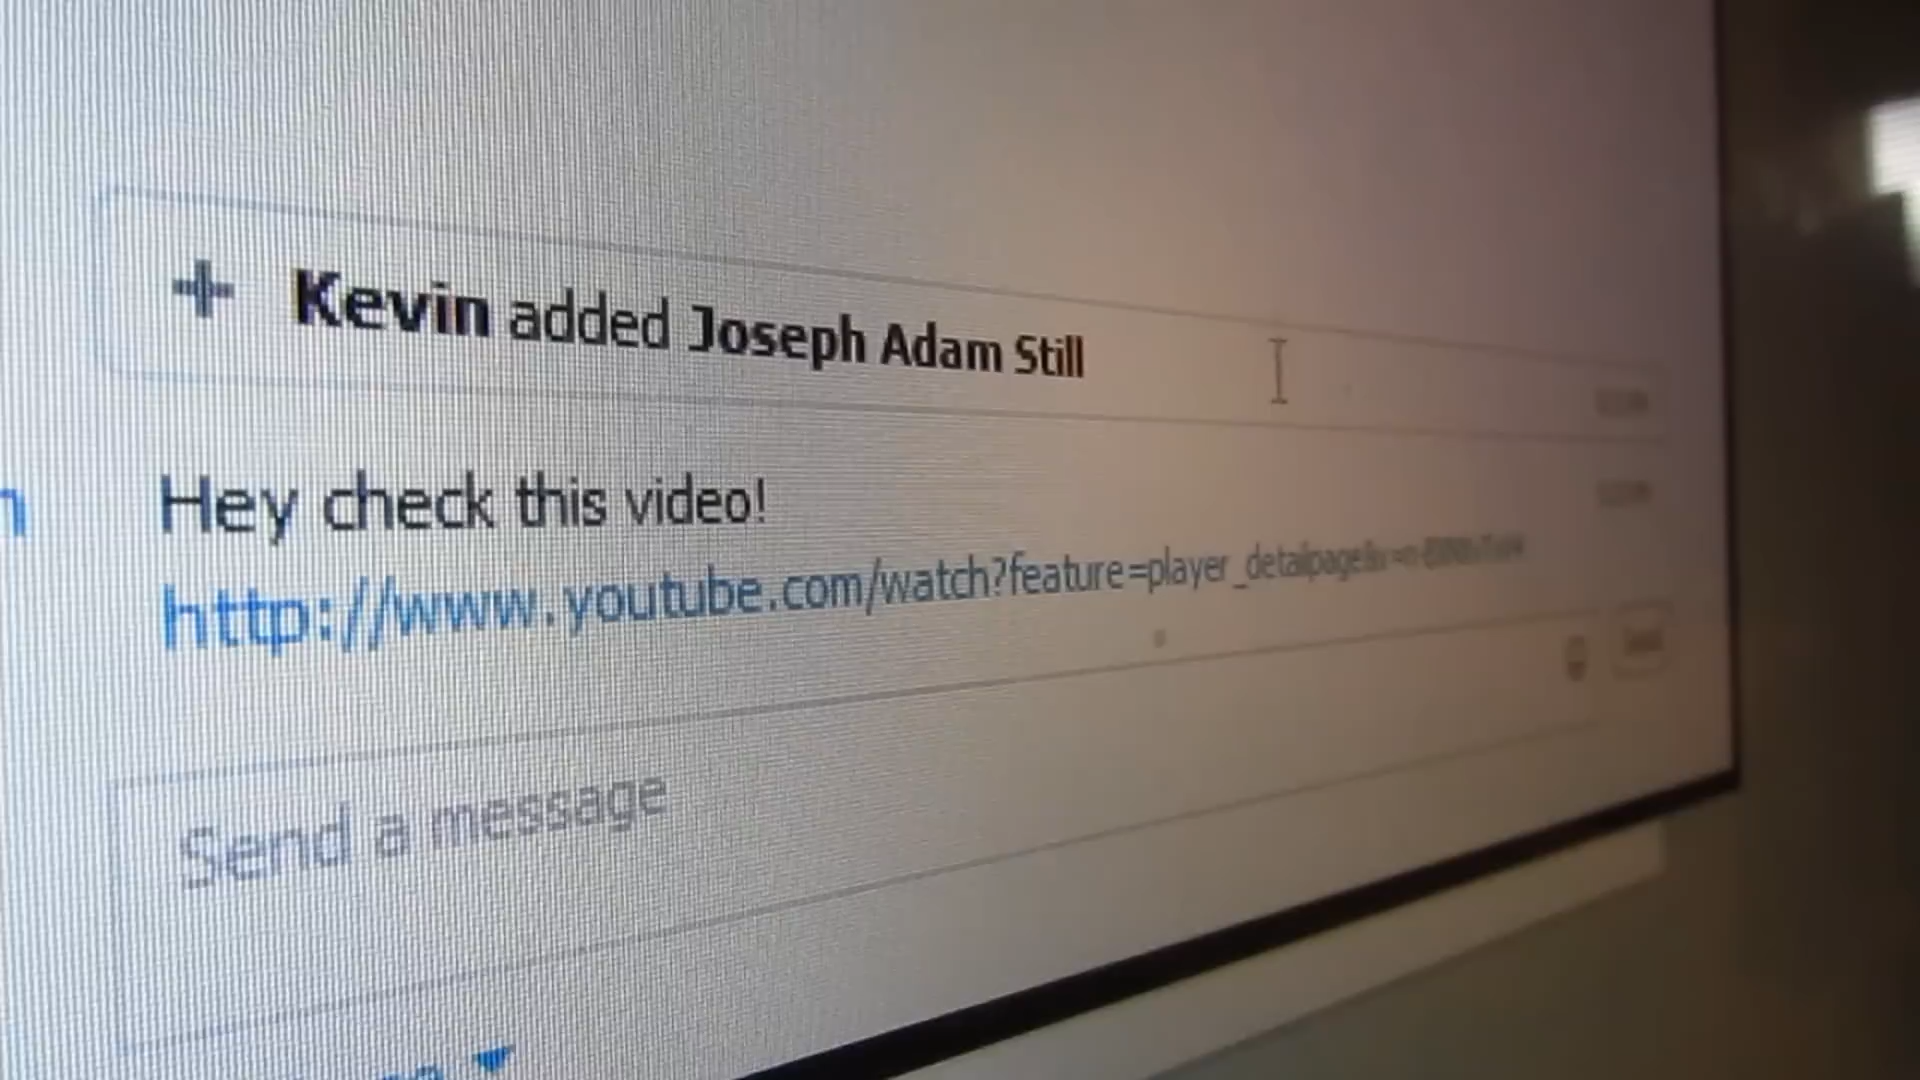 Kevin added Joseph Adam Still
Hey check this video!
http://www.youtube.com/watch?feature=player_detailpage&v=n-
Send a message